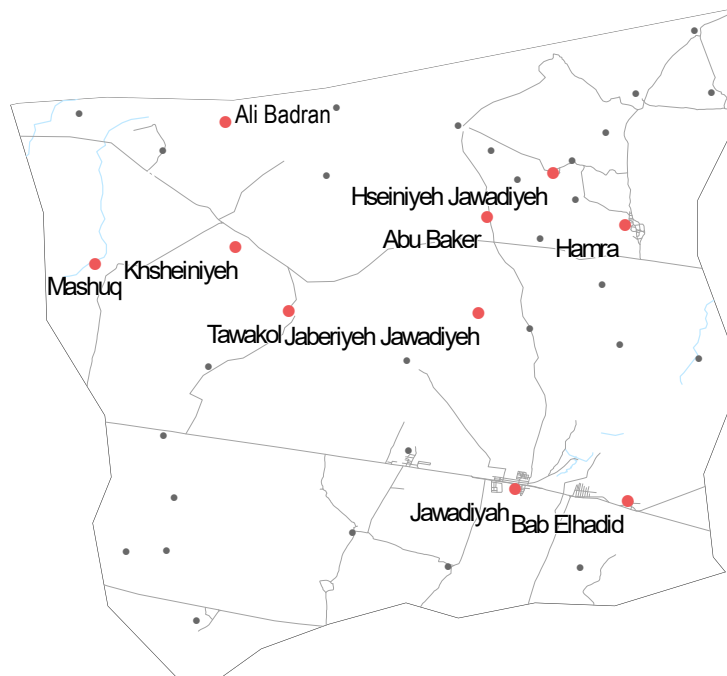 Ali Badran
Hseiniyeh Jawadiyeh
Abu Baker
Hamra
Khsheiniyeh
Mashuq
Tawakol
Jaberiyeh Jawadiyeh
Jawadiyah
Bab Elhadid